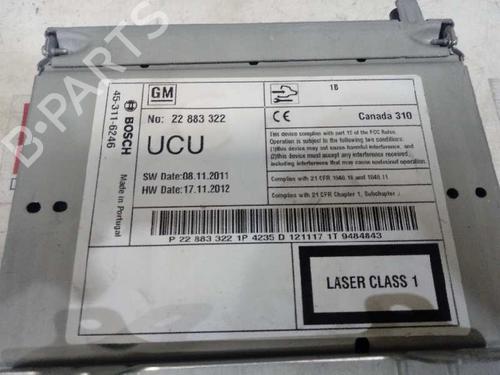 B-PARTS
GM
1B
No: 22 883 322
CE
Canada 310
UCU
This device complies with part 15 of the FCC Rules.
Operation is subject to the following two conditions:
(1) this device may not cause harmful interference, and
(2) this device must accept any interference received,
including interference that may cause undesired operation.
SW Date:08.11.2011
HW Date:17.11.2012
Complies with 21 CFR 1040.10 and 1040.11
Complies with 21 CFR Chapter 1, Subchapter J
P 22 883 322 1P 4235 D 121117 1T 9484843
LASER CLASS 1
45-311-6246
BOSCH
Made in Portugal